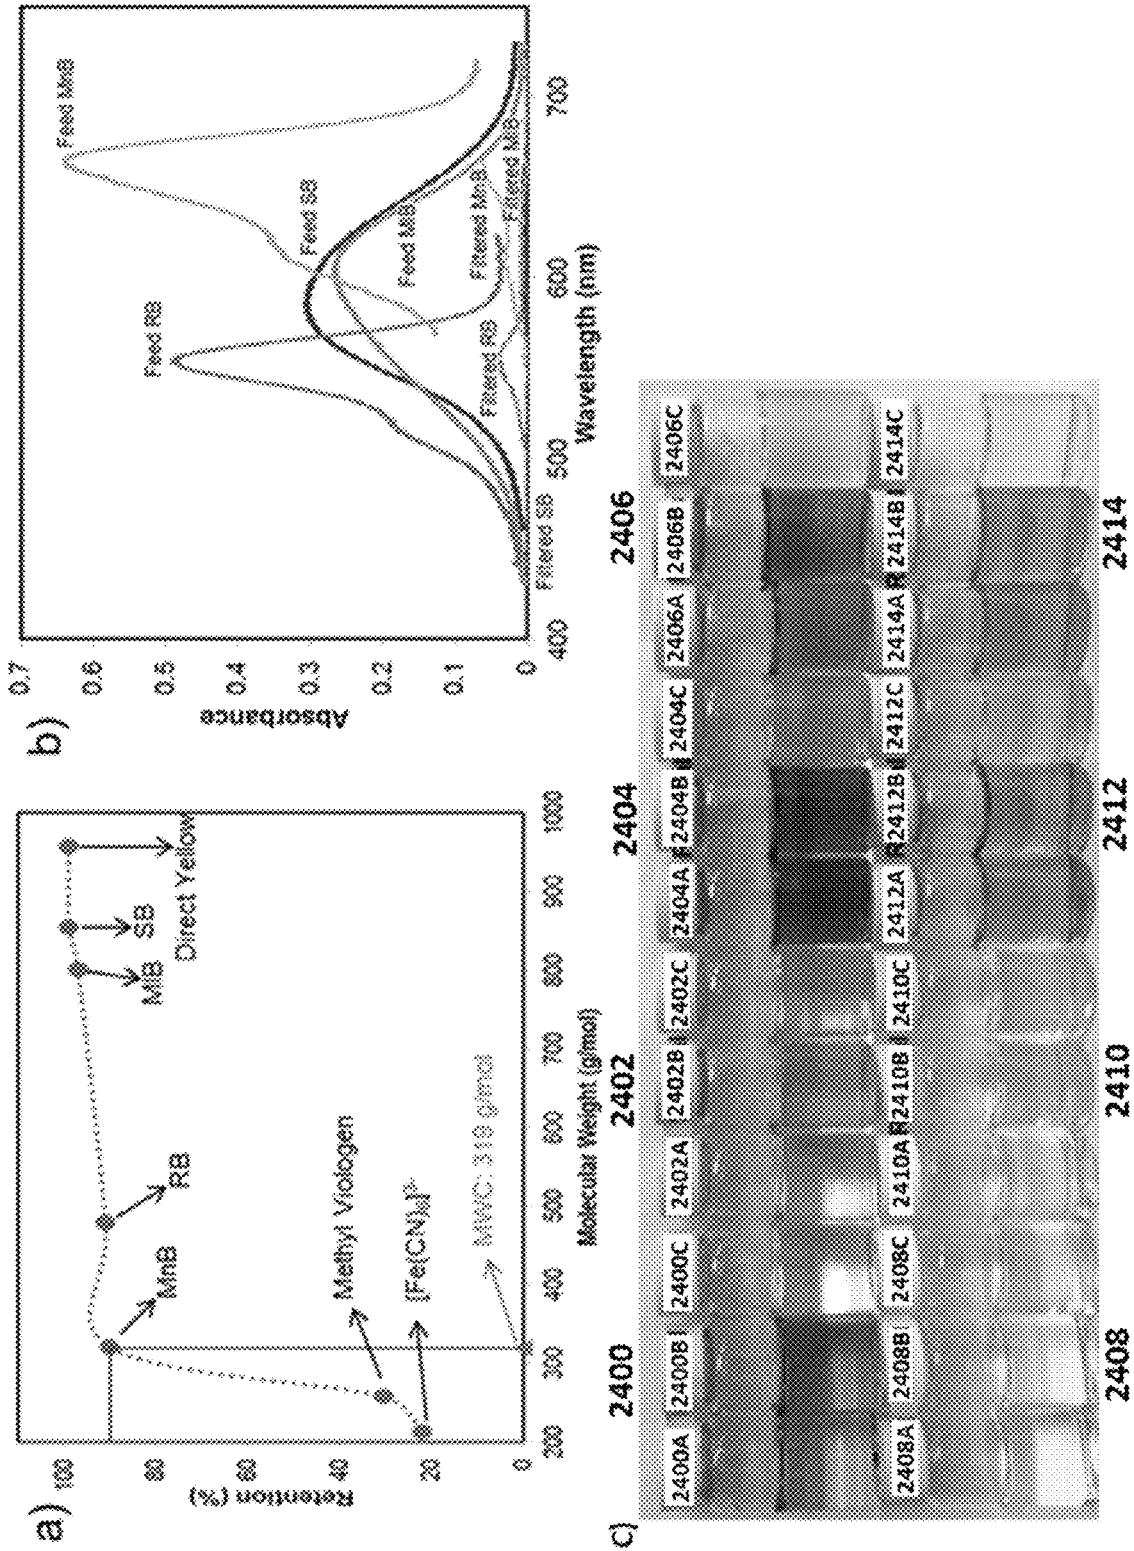 a)
Retention (%)
100
80
60
40
20
0
200
300
400
500
600
700
800
900
1000
Molecular Weight (g/mol)
MnB
RB
MIB
SB
Direct Yellow
Methyl Viologen
[Fe(CN)6]3-
MWC: 319 g/mol
b)
Absorbance
0.7
0.6
0.5
0.4
0.3
0.2
0.1
0
400
500
600
700
Wavelength (nm)
Feed MnB
Feed RB
Feed SB
Feed MIB
Filtered MnB
Filtered MIB
Filtered RB
Filtered SB
C)
2400 2402 2404 2406
2400A 2400B 2400C 2402A 2402B 2402C 2404A 2404B 2404C 2406A 2406B 2406C
2408A 2408B 2408C 2410A R 2410B 2410C 2412A R 2412B 2412C 2414A R 2414B 2414C
2408 2410 2412 2414